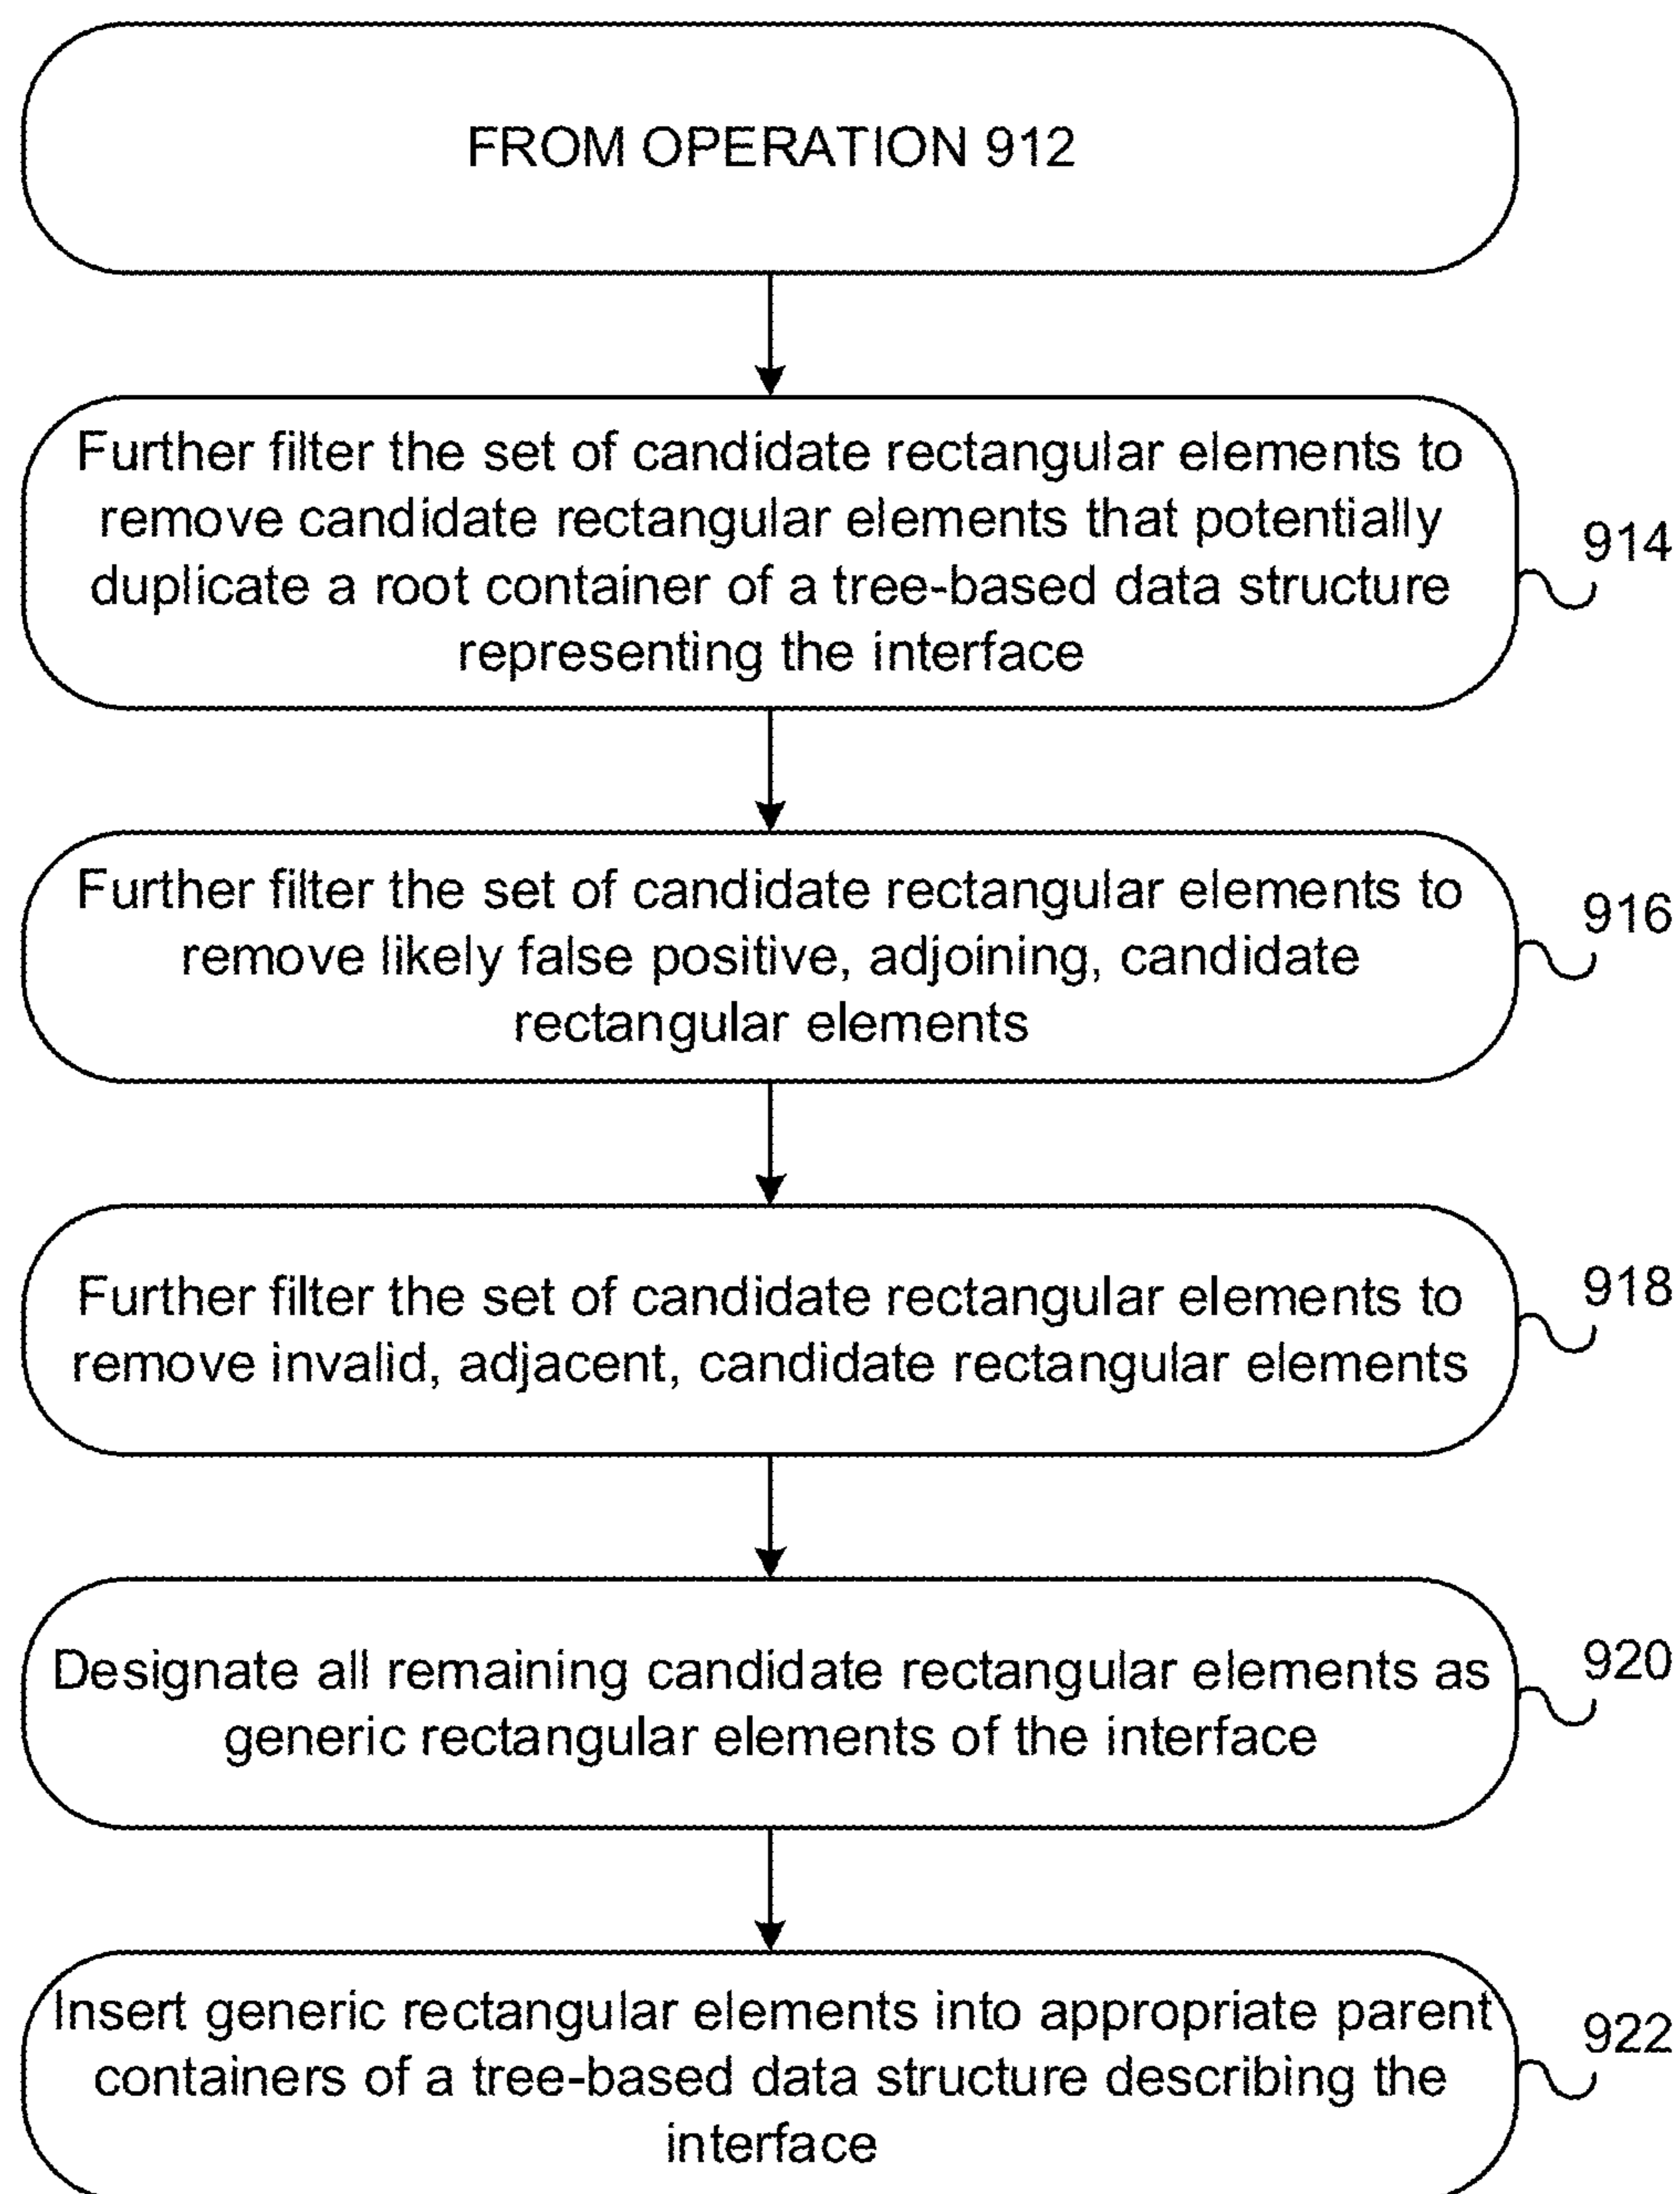 FROM OPERATION 912
Further filter the set of candidate rectangular elements to
remove candidate rectangular elements that potentially
duplicate a root container of a tree-based data structure
representing the interface
914
Further filter the set of candidate rectangular elements to
remove likely false positive, adjoining, candidate
rectangular elements
916
Further filter the set of candidate rectangular elements to
remove invalid, adjacent, candidate rectangular elements
918
Designate all remaining candidate rectangular elements as
generic rectangular elements of the interface
920
Insert generic rectangular elements into appropriate parent
containers of a tree-based data structure describing the
interface
922